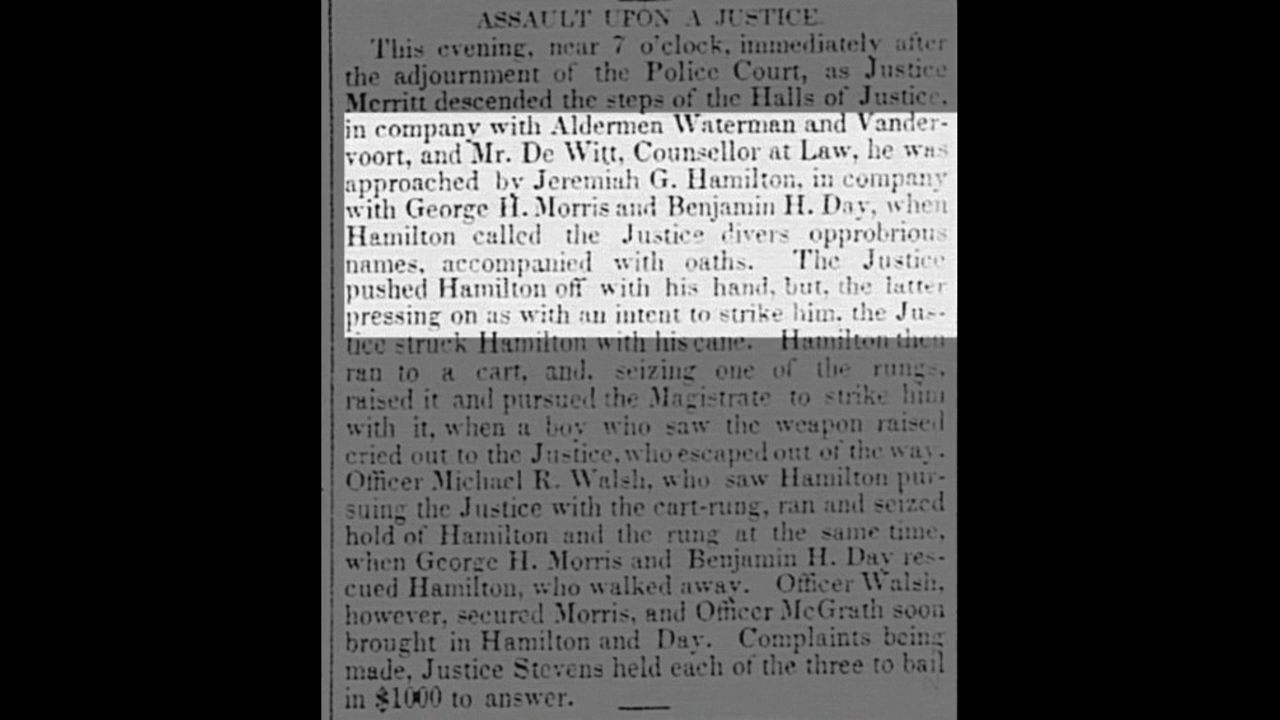 ASSAULT UPON A JUSTICE.
This evening, near 7 o'clock, immediately after
the adjournment of the Police Court, as Justice
Merritt descended the steps of the Halls of Justice,
in company with Aldermen Waterman and Vander-
voort, and Mr. De Witt, Counsellor at Law, he was
approached by Jeremiah G. Hamilton, in company
with George H. Morris and Benjamin H. Day, when
Hamilton called the Justice divers opprobrious
names, accompanied with oaths. The Justice
pushed Hamilton off with his hand, but, the latter
pressing on as with an intent to strike him, the Jus-
tice struck Hamilton with his cane. Hamilton then
ran to a cart, and, seizing one of the rungs,
raised it and pursued the Magistrate to strike him
with it, when a boy who saw the weapon raised
cried out to the Justice, who escaped out of the way.
Officer Michael R. Walsh, who saw Hamilton pur-
suing the Justice with the cart-rung, ran and seized
hold of Hamilton and the rung at the same time,
when George H. Morris and Benjamin H. Day res-
cued Hamilton, who walked away. Officer Walsh,
however, secured Morris, and Officer McGrath soon
brought in Hamilton and Day. Complaints being
made, Justice Stevens held each of the three to bail
in $1000 to answer.